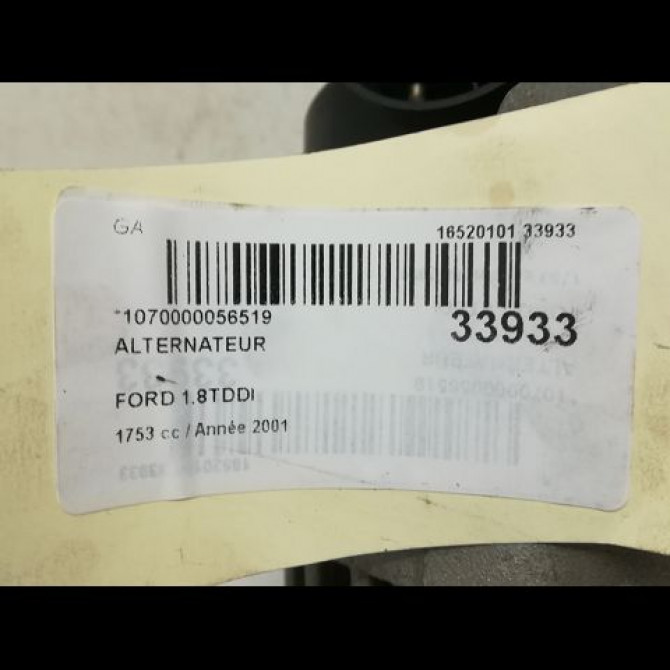 GA
16520101 33933
*1070000056519
33933
ALTERNATEUR
FORD 1.8TDDI
1753 cc / Année 2001